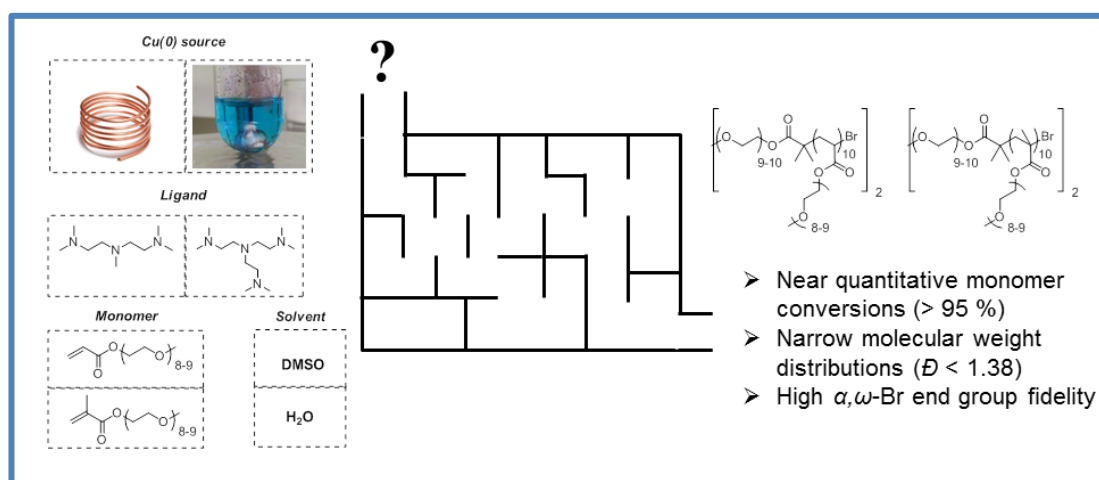 Cu(0) source
?
Ligand
N
N
N
N
N
N
N
Monomer
Solvent
O
O
O
8-9
DMSO
O
O
O
8-9
H₂O
O
O
9-10
O
Br
10
O
O
O
8-9
2
O
O
9-10
O
Br
10
O
O
O
8-9
2
➢ Near quantitative monomer
conversions (> 95 %)
➢ Narrow molecular weight
distributions (Đ < 1.38)
➢ High α,ω-Br end group fidelity